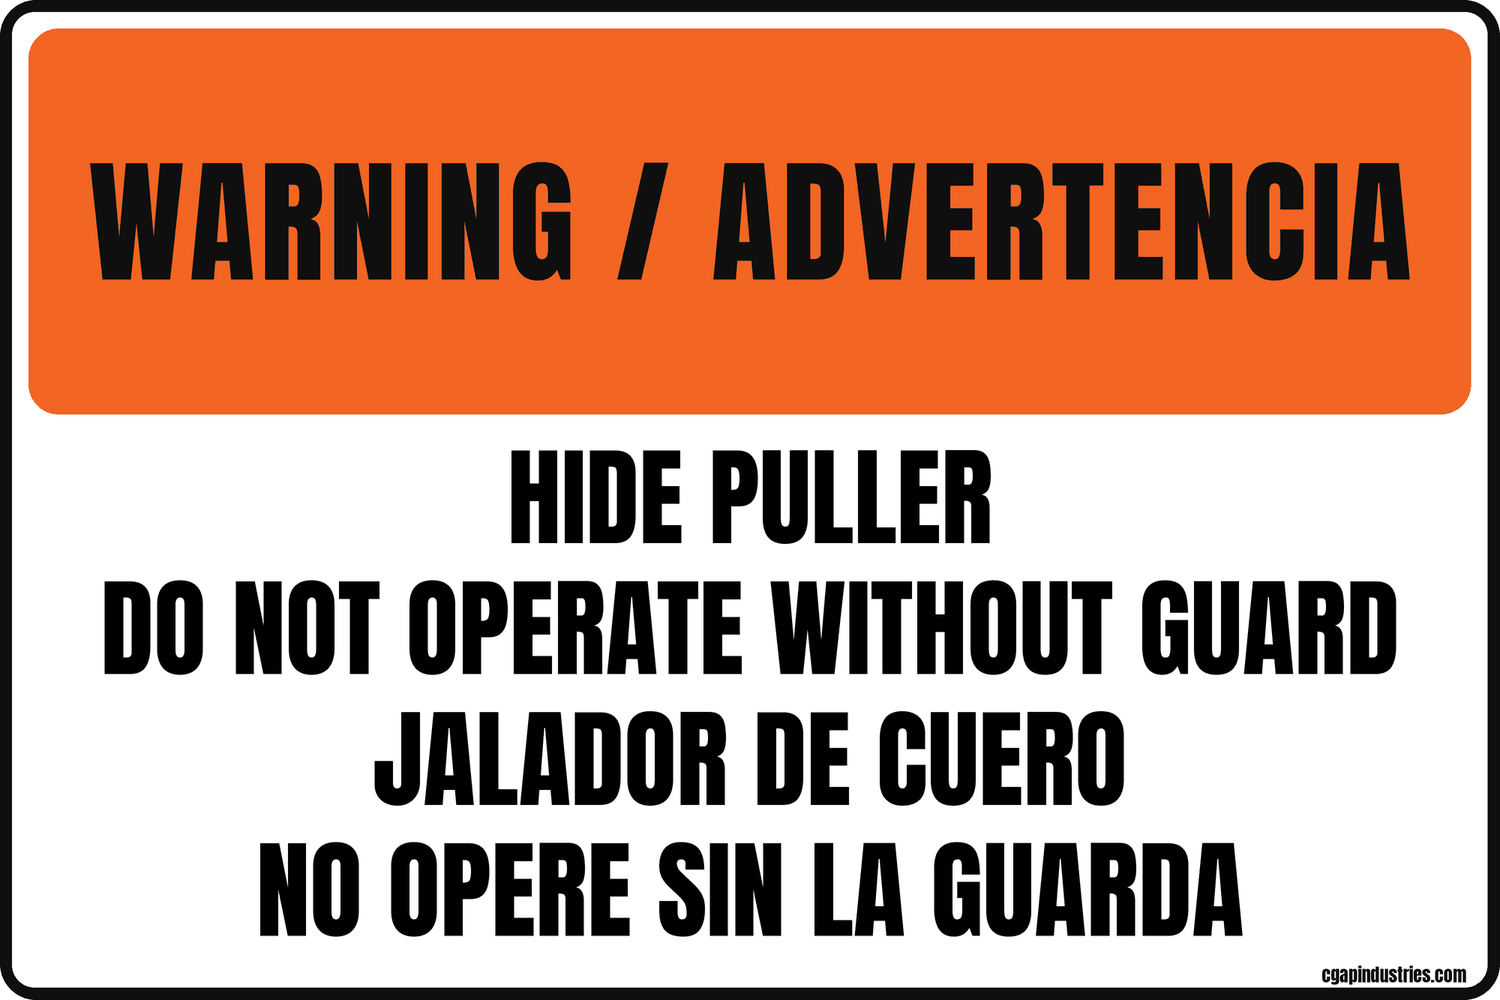 WARNING / ADVERTENCIA
HIDE PULLER
DO NOT OPERATE WITHOUT GUARD
JALADOR DE CUERO
NO OPERE SIN LA GUARDA
cgapindustries.com